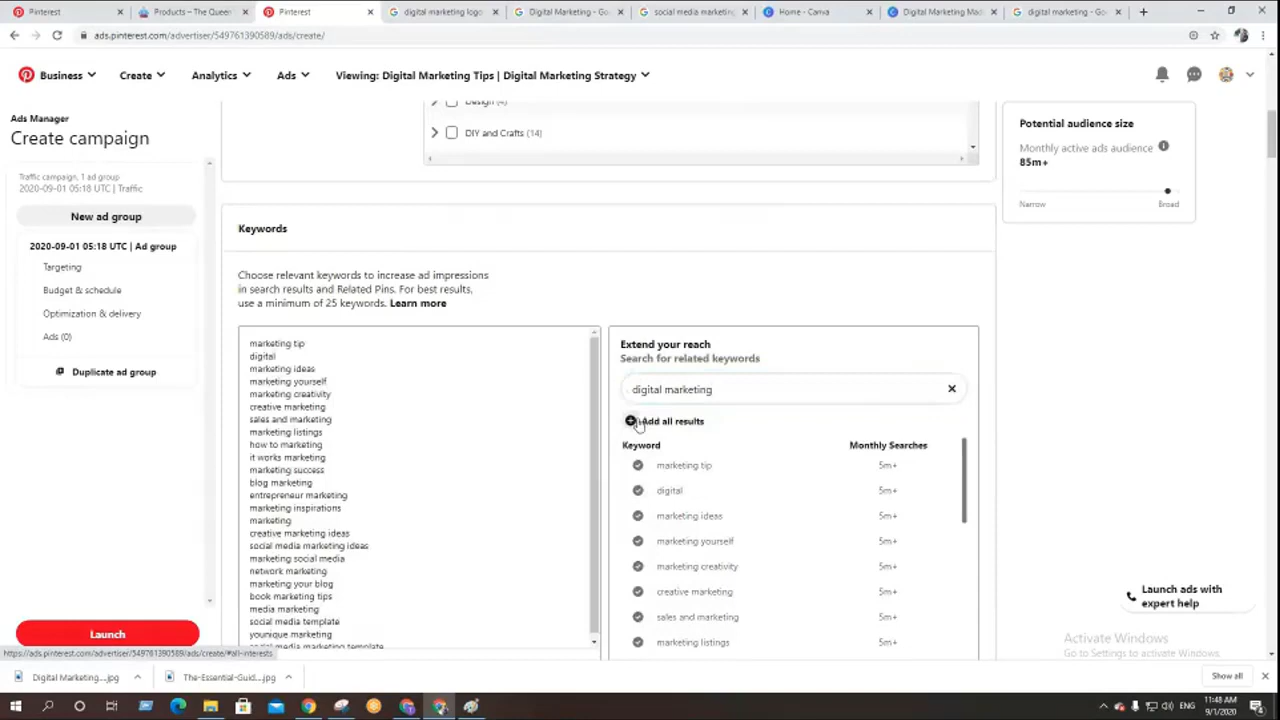 Pinterest
Products – The Queen
Pinterest
digital marketing logo
Digital Marketing - Go
social media marketing
Home - Canva
Digital Marketing Mad
digital marketing - Go
ads.pinterest.com/advertiser/549761390589/ads/create/
Business
Create
Analytics
Ads
Viewing: Digital Marketing Tips | Digital Marketing Strategy
Ads Manager
Create campaign
Traffic campaign, 1 ad group
2020-09-01 05:18 UTC | Traffic
New ad group
2020-09-01 05:18 UTC | Ad group
Targeting
Budget & schedule
Optimization & delivery
Ads (0)
Duplicate ad group
Launch
Design (4)
DIY and Crafts (14)
Keywords
Choose relevant keywords to increase ad impressions
in search results and Related Pins. For best results,
use a minimum of 25 keywords. Learn more
marketing tip
digital
marketing ideas
marketing yourself
marketing creativity
creative marketing
sales and marketing
marketing listings
how to marketing
it works marketing
marketing success
blog marketing
entrepreneur marketing
marketing inspirations
marketing
creative marketing ideas
social media marketing ideas
marketing social media
network marketing
marketing your blog
book marketing tips
media marketing
social media template
younique marketing
social media marketing template
Extend your reach
Search for related keywords
digital marketing
Add all results
Keyword Monthly Searches
marketing tip 5m+
digital 5m+
marketing ideas 5m+
marketing yourself 5m+
marketing creativity 5m+
creative marketing 5m+
sales and marketing 5m+
marketing listings 5m+
Potential audience size
Monthly active ads audience
85m+
Narrow Broad
Launch ads with
expert help
Activate Windows
Go to Settings to activate Windows.
https://ads.pinterest.com/advertiser/549761390589/ads/create/#all-interests
Digital Marketing....jpg
The-Essential-Guid....jpg
Show all
ENG
11:48 AM
9/1/2020